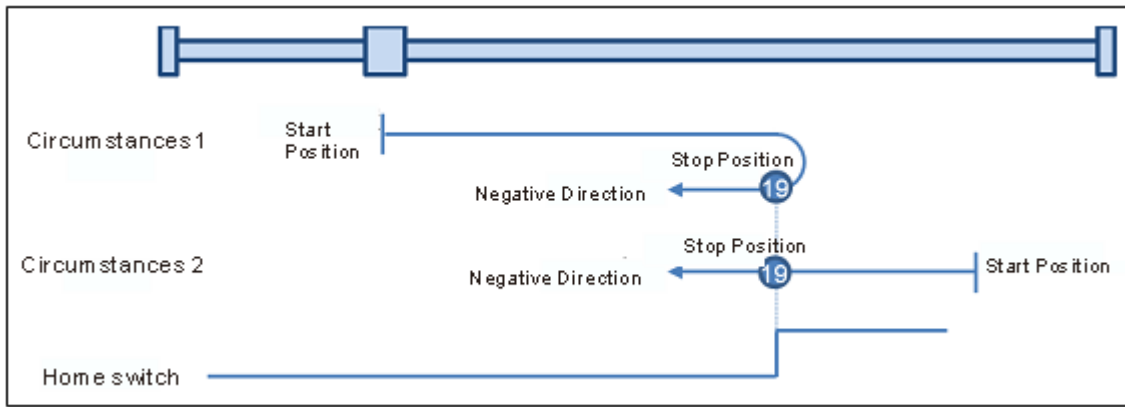 Circumstances 1
Start
Position
Stop Position
19
Negative Direction
Circumstances 2
Stop Position
19
Negative Direction
Start Position
Home switch